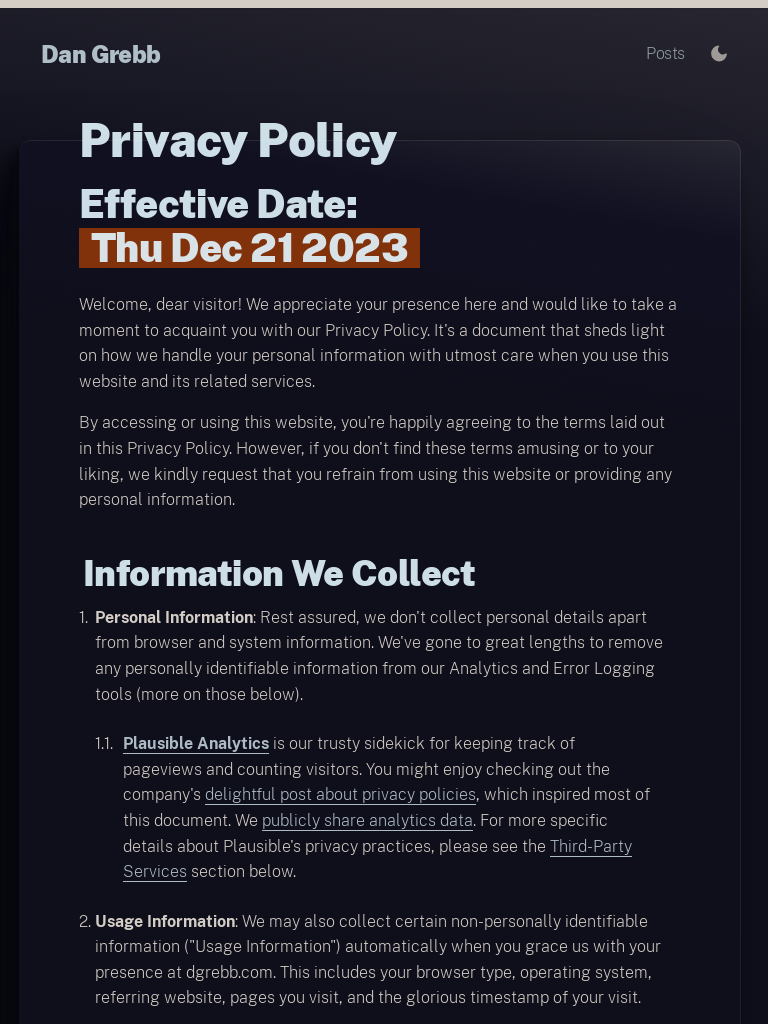 Dan Grebb
Posts
Privacy Policy
Effective Date:
Thu Dec 21 2023
Welcome, dear visitor! We appreciate your presence here and would like to take a
moment to acquaint you with our Privacy Policy. It's a document that sheds light
on how we handle your personal information with utmost care when you use this
website and its related services.
By accessing or using this website, you're happily agreeing to the terms laid out
in this Privacy Policy. However, if you don't find these terms amusing or to your
liking, we kindly request that you refrain from using this website or providing any
personal information.
Information We Collect
1. Personal Information: Rest assured, we don't collect personal details apart
from browser and system information. We've gone to great lengths to remove
any personally identifiable information from our Analytics and Error Logging
tools (more on those below).
1.1. Plausible Analytics is our trusty sidekick for keeping track of
pageviews and counting visitors. You might enjoy checking out the
company's delightful post about privacy policies, which inspired most of
this document. We publicly share analytics data. For more specific
details about Plausible's privacy practices, please see the Third-Party
Services section below.
2. Usage Information: We may also collect certain non-personally identifiable
information ("Usage Information") automatically when you grace us with your
presence at dgrebb.com. This includes your browser type, operating system,
referring website, pages you visit, and the glorious timestamp of your visit.